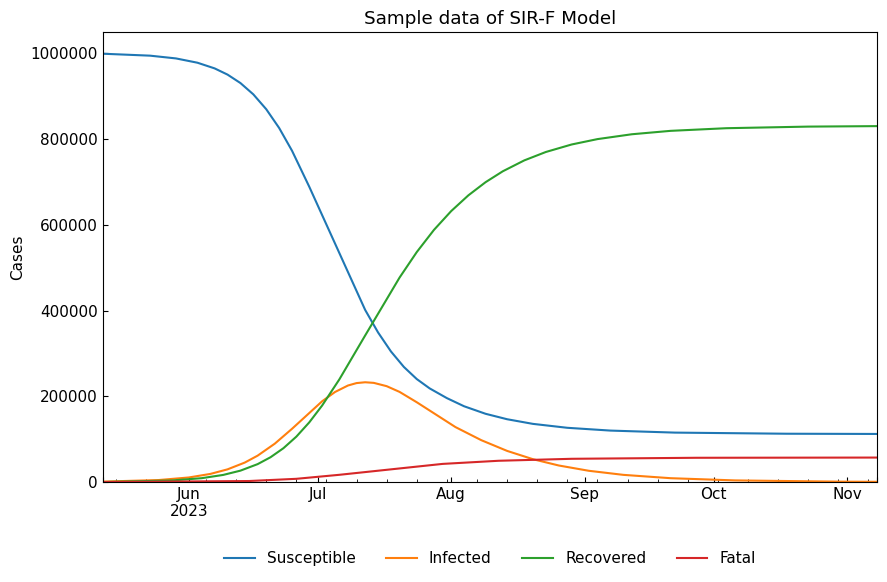 Sample data of SIR-F Model
1000000
800000
600000
400000
200000
0
Cases
Jun Jul Aug Sep Oct Nov
2023
Susceptible Infected Recovered Fatal